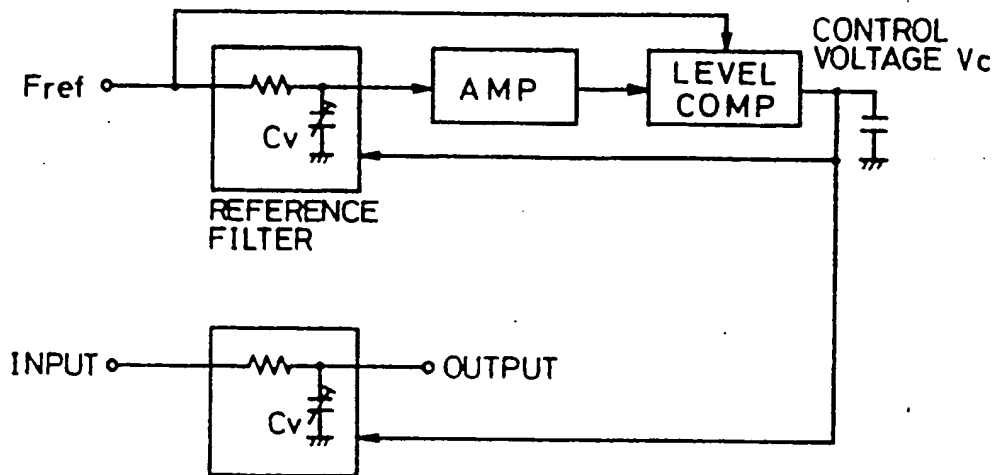 CONTROL
VOLTAGE Vc
Fref
AMP
LEVEL
COMP
Cv
REFERENCE
FILTER
INPUT
OUTPUT
Cv